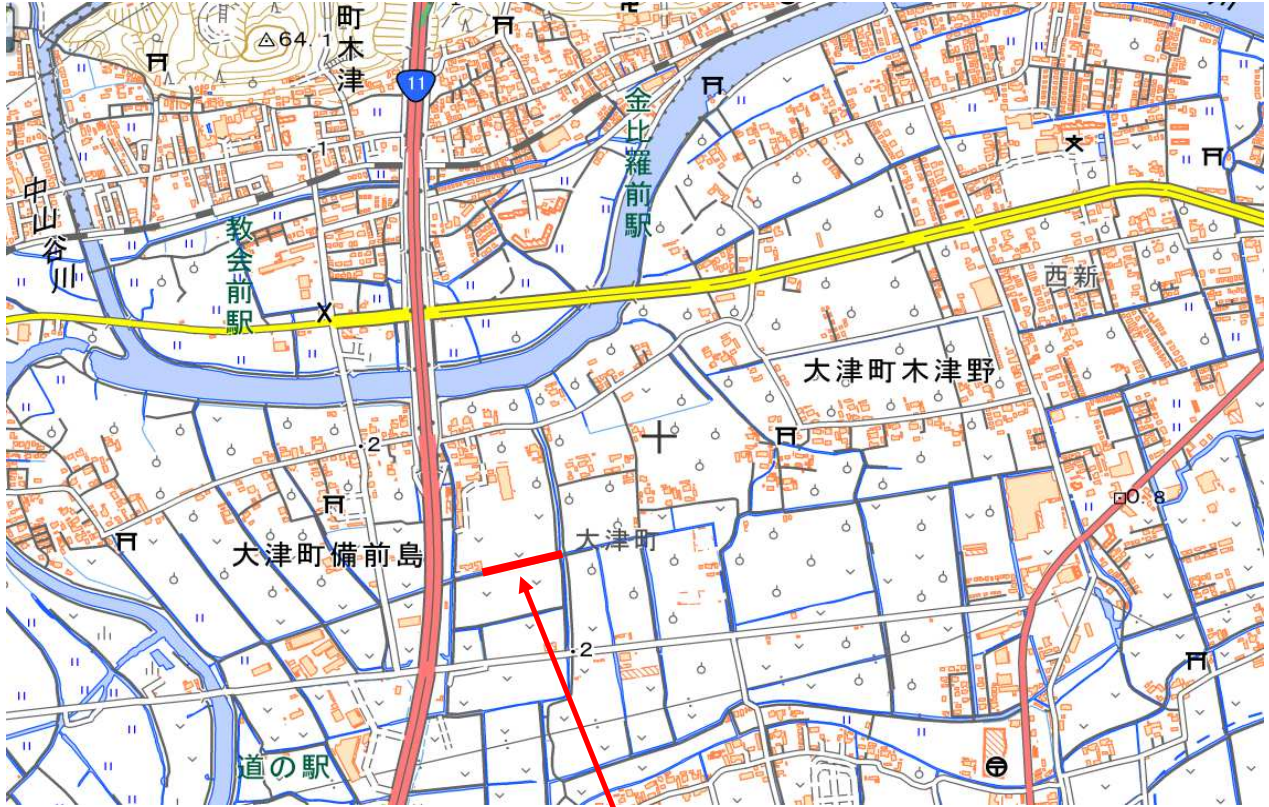 64.1
町木津
11
金比羅前駅
.1
中山谷川
教会前駅
西新
大津町木津野
.2
0.8
大津町
大津町備前島
.2
道の駅